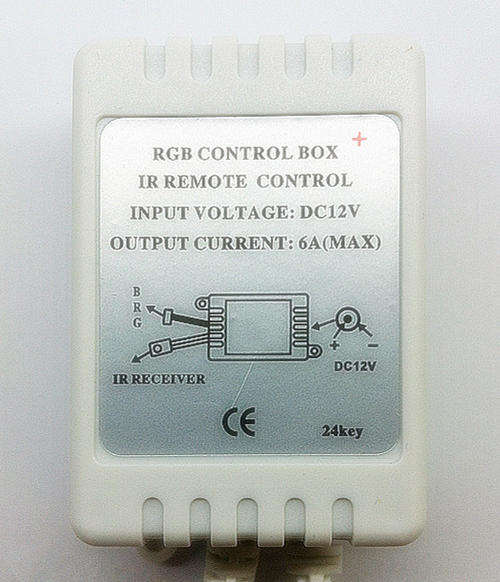 +
RGB CONTROL BOX
IR REMOTE CONTROL
INPUT VOLTAGE: DC12V
OUTPUT CURRENT: 6A(MAX)
B
R
G
+ −
DC12V
IR RECEIVER
CE
24key